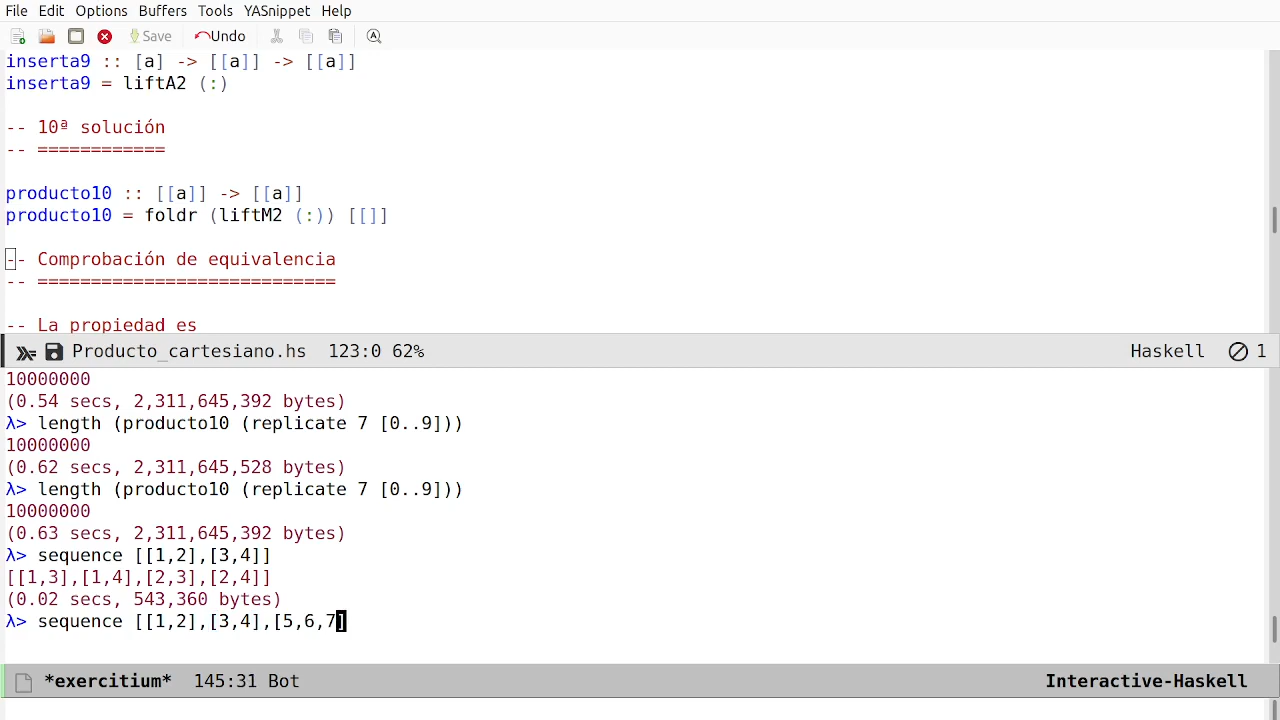 File Edit Options Buffers Tools YASnippet Help
Save Undo
inserta9 :: [a] -> [[a]] -> [[a]]
inserta9 = liftA2 (:)
-- 10ª solución
-- ============
producto10 :: [[a]] -> [[a]]
producto10 = foldr (liftM2 (:)) [[]]
-- Comprobación de equivalencia
-- ============================
-- La propiedad es
Producto_cartesiano.hs 123:0 62% Haskell 1
10000000
(0.54 secs, 2,311,645,392 bytes)
λ> length (producto10 (replicate 7 [0..9]))
10000000
(0.62 secs, 2,311,645,528 bytes)
λ> length (producto10 (replicate 7 [0..9]))
10000000
(0.63 secs, 2,311,645,392 bytes)
λ> sequence [[1,2],[3,4]]
[[1,3],[1,4],[2,3],[2,4]]
(0.02 secs, 543,360 bytes)
λ> sequence [[1,2],[3,4],[5,6,7]
*exercitium* 145:31 Bot Interactive-Haskell